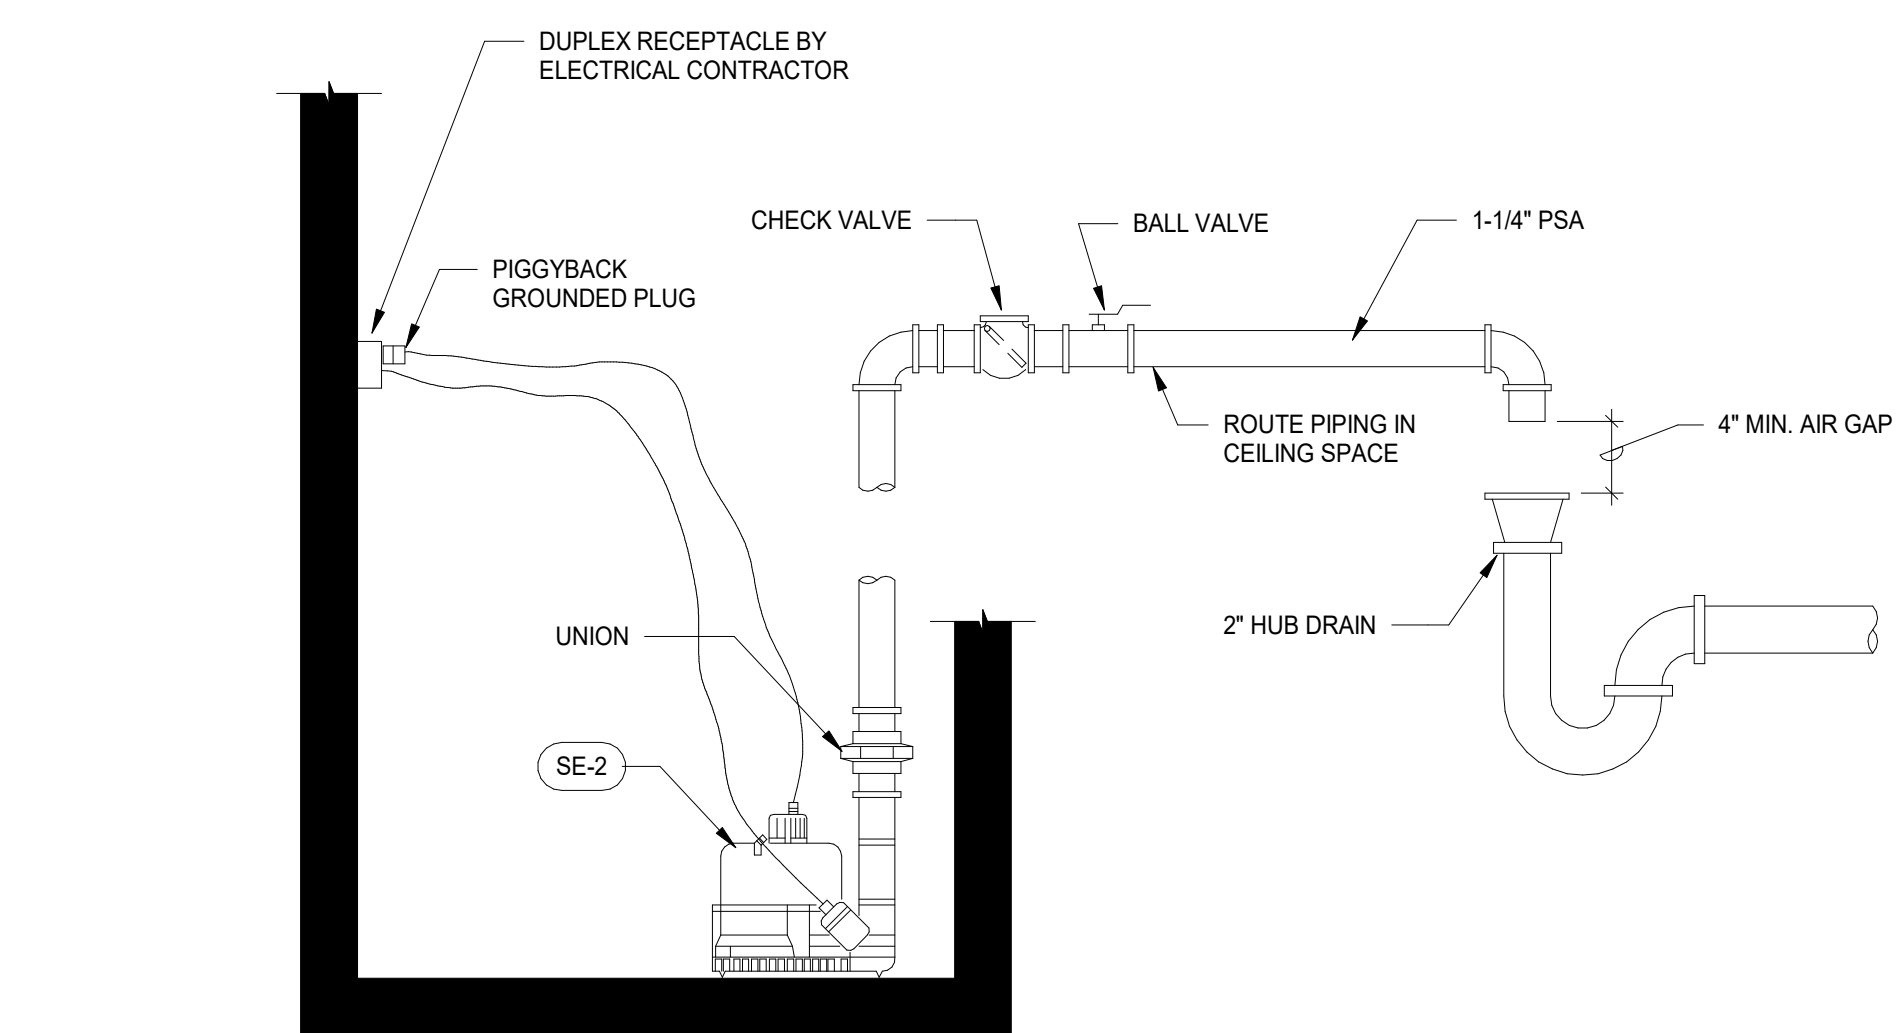 DUPLEX RECEPTACLE BY
ELECTRICAL CONTRACTOR
CHECK VALVE
BALL VALVE
1-1/4" PSA
PIGGYBACK
GROUNDED PLUG
ROUTE PIPING IN
CEILING SPACE
4" MIN. AIR GAP
UNION
2" HUB DRAIN
SE-2